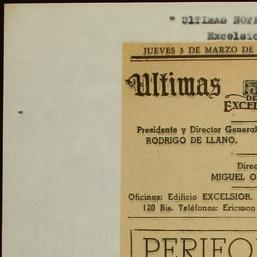 " ULTIMAS NOTI
Excelsio
JUEVES 3 DE MARZO DE
Ultimas
DE
EXCEL
Presidente y Director General
RODRIGO DE LLANO.
Direc
MIGUEL O
Oficinas: Edificio EXCELSIOR.
120 Bis. Teléfonos: Ericsson
PERIFO